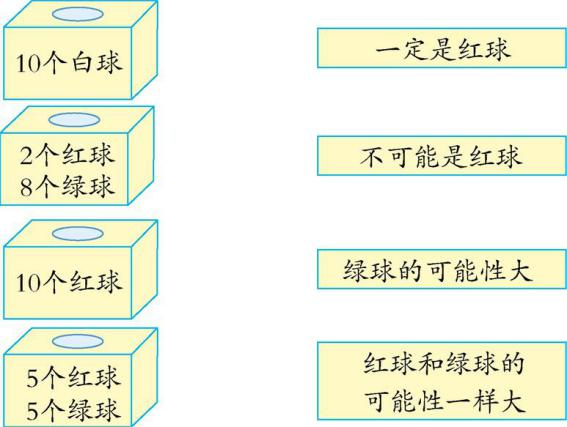 10个白球
一定是红球
2个红球
8个绿球
不可能是红球
10个红球
绿球的可能性大
5个红球
5个绿球
红球和绿球的
可能性一样大